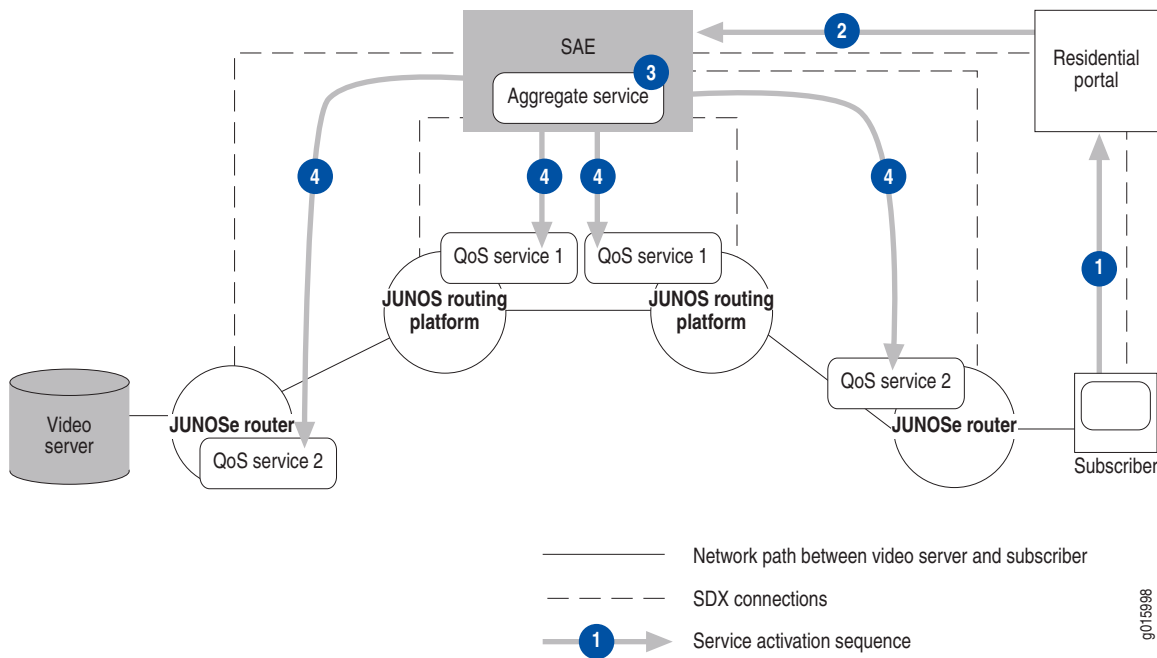 2
SAE
Residential
portal
3
Aggregate service
4
4
4
4
1
QoS service 1
QoS service 1
JUNOS routing
platform
JUNOS routing
platform
QoS service 2
Video
server
JUNOSe router
JUNOSe router
QoS service 2
Subscriber
Network path between video server and subscriber
SDX connections
1
Service activation sequence
g015998